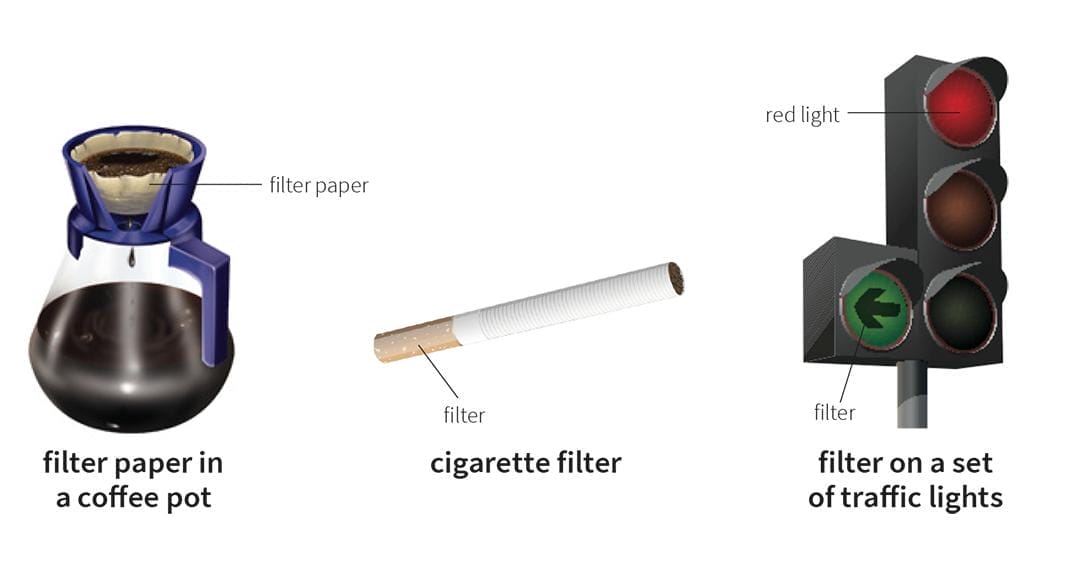 red light
filter paper
filter
filter
filter paper in
a coffee pot
cigarette filter
filter on a set
of traffic lights